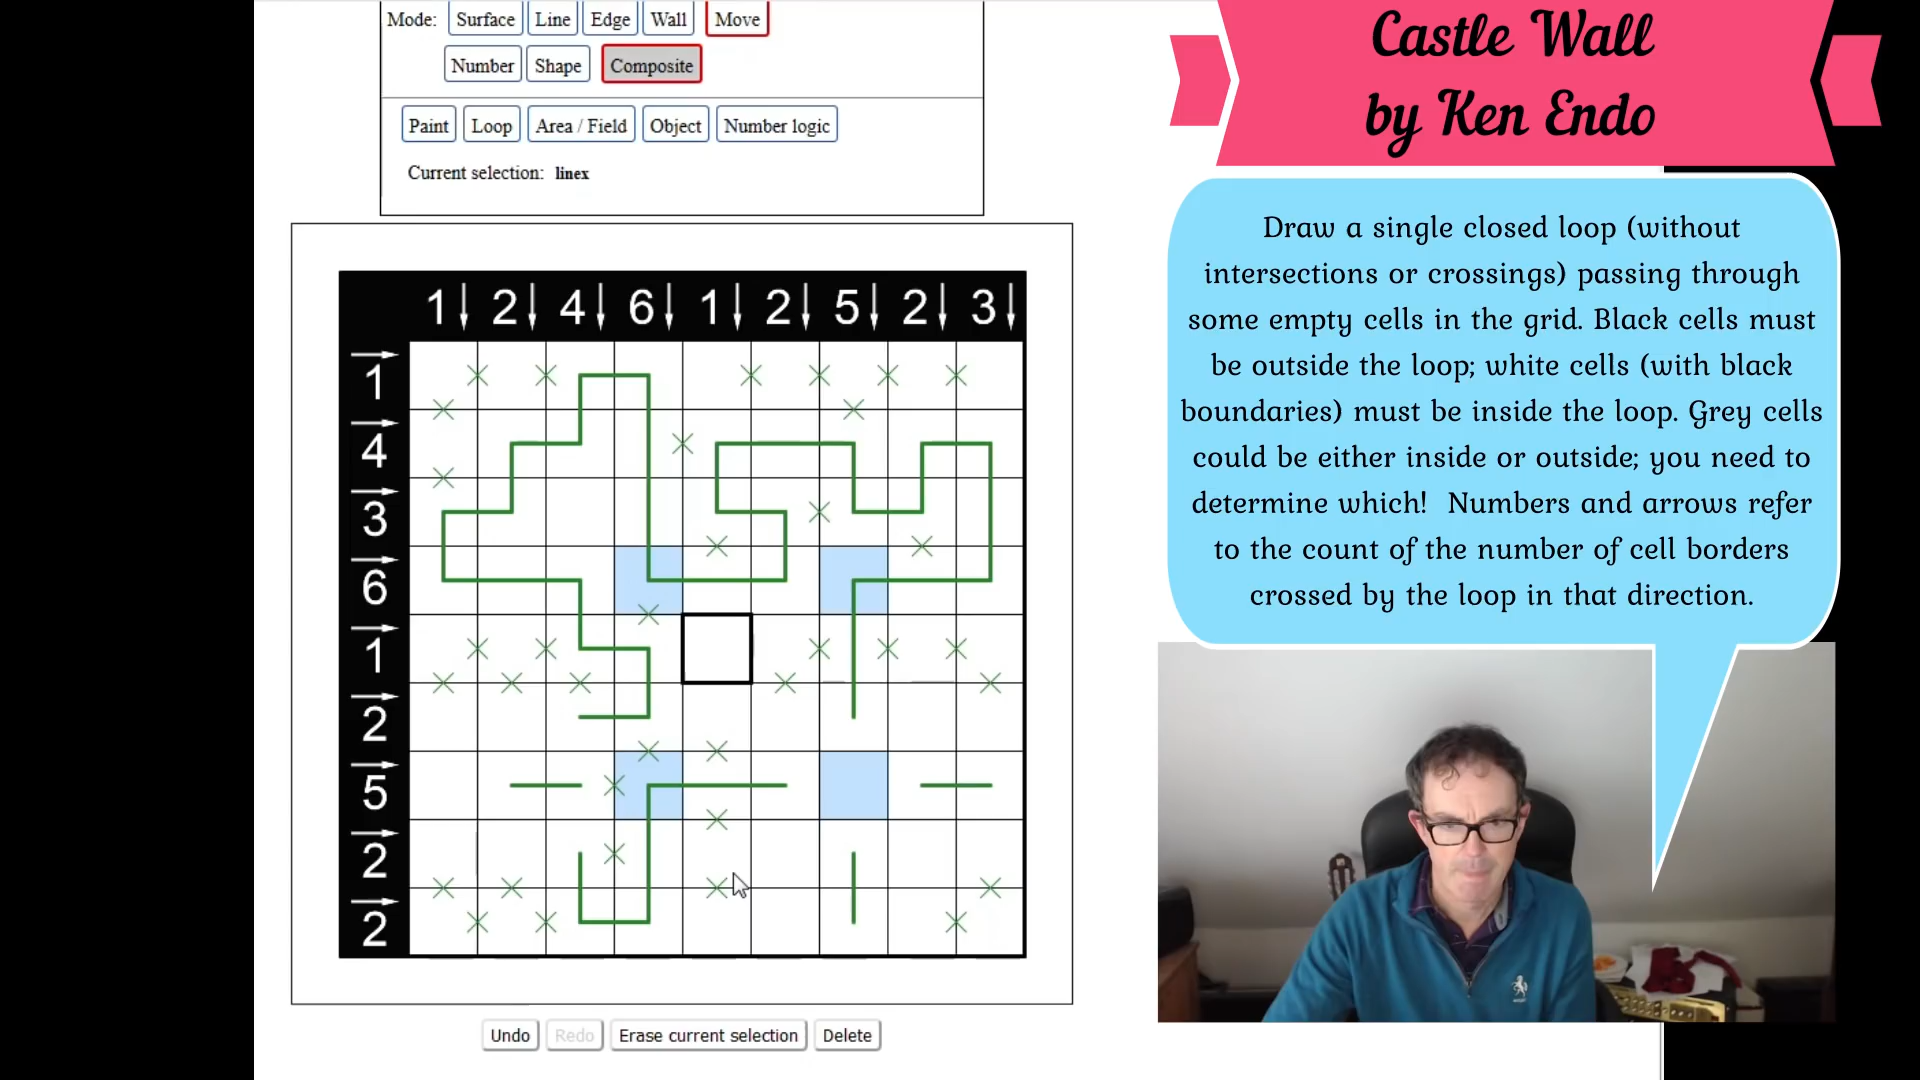 Mode: Surface Line Edge Wall Move
Number Shape Composite
Paint Loop Area / Field Object Number logic
Current selection: linex
1 2 4 6 1 2 5 2 3
1
4
3
6
1
2
5
2
2
Undo Redo Erase current selection Delete
Castle Wall
by Ken Endo
Draw a single closed loop (without
intersections or crossings) passing through
some empty cells in the grid. Black cells must
be outside the loop; white cells (with black
boundaries) must be inside the loop. Grey cells
could be either inside or outside; you need to
determine which! Numbers and arrows refer
to the count of the number of cell borders
crossed by the loop in that direction.